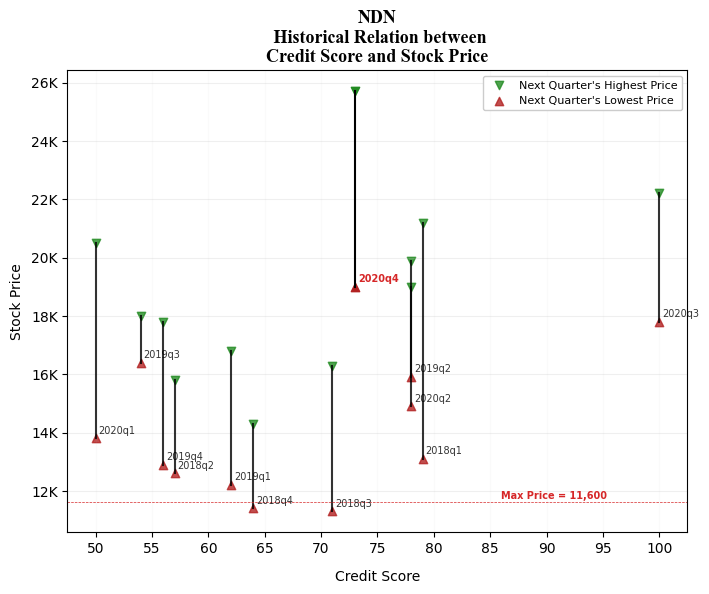 NDN
Historical Relation between
Credit Score and Stock Price
Next Quarter's Highest Price
Next Quarter's Lowest Price
26K
24K
22K
20K
18K
16K
14K
12K
Stock Price
2020q4
2020q3
2019q3
2019q2
2020q2
2020q1
2018q1
2019q4
2018q2
2019q1
2018q4
2018q3
Max Price = 11,600
50 55 60 65 70 75 80 85 90 95 100
Credit Score